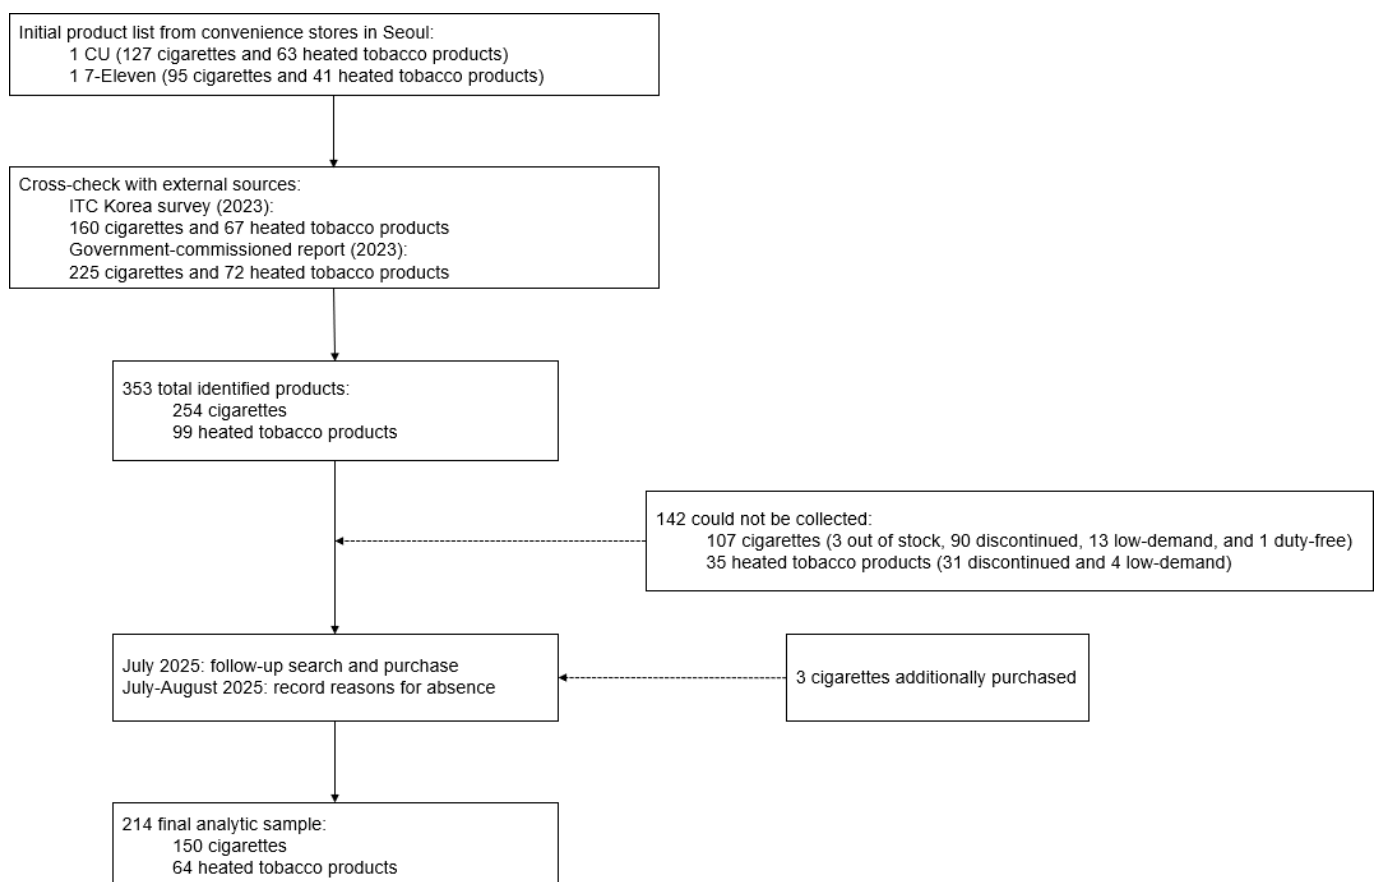 Initial product list from convenience stores in Seoul:
1 CU (127 cigarettes and 63 heated tobacco products)
1 7-Eleven (95 cigarettes and 41 heated tobacco products)
Cross-check with external sources:
ITC Korea survey (2023):
160 cigarettes and 67 heated tobacco products
Government-commissioned report (2023):
225 cigarettes and 72 heated tobacco products
353 total identified products:
254 cigarettes
99 heated tobacco products
142 could not be collected:
107 cigarettes (3 out of stock, 90 discontinued, 13 low-demand, and 1 duty-free)
35 heated tobacco products (31 discontinued and 4 low-demand)
July 2025: follow-up search and purchase
July-August 2025: record reasons for absence
3 cigarettes additionally purchased
214 final analytic sample:
150 cigarettes
64 heated tobacco products